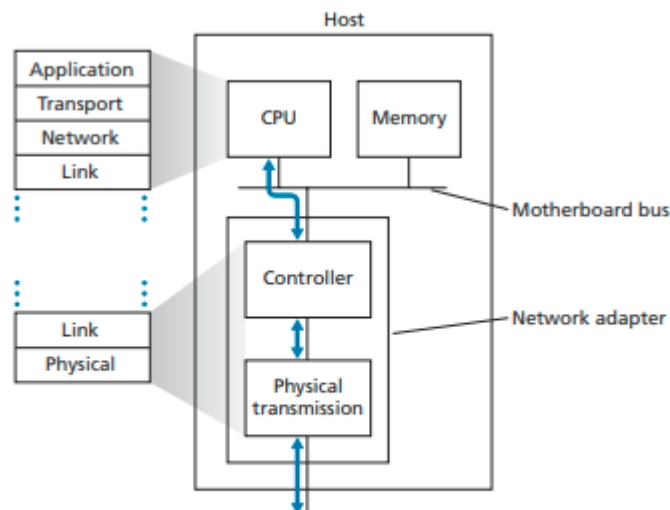 Host
Application
Transport
Network
Link
CPU
Memory
Motherboard bus
Controller
Network adapter
Link
Physical
Physical
transmission